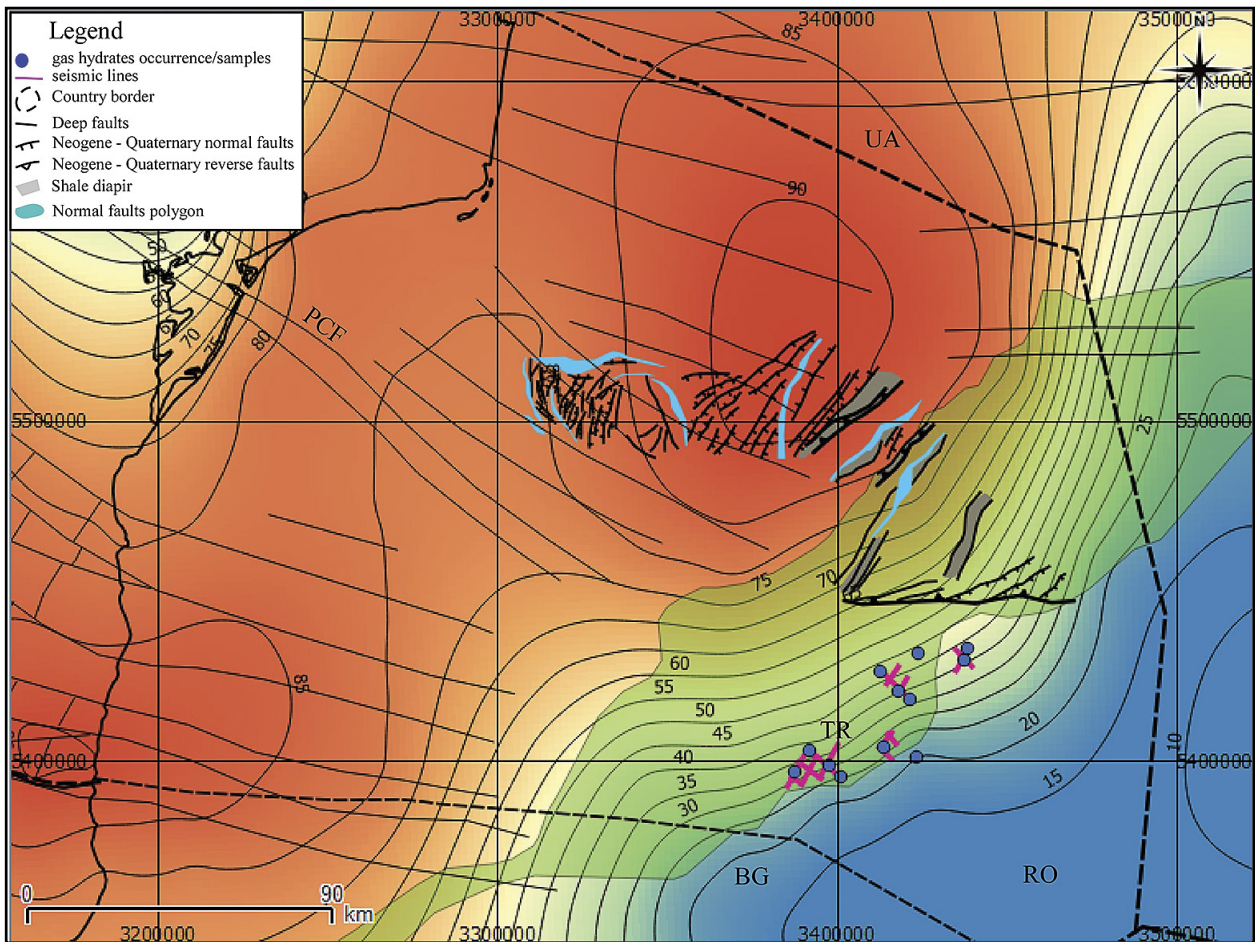 3300000
3400000
35000
Legend
gas hydrates occurrence/samples
seismic lines
Country border
Deep faults
Neogene - Quaternary normal faults
Neogene - Quaternary reverse faults
Shale diapir
Normal faults polygon
N
85
UA
90
50
60
70
75
80
PCF
5500000
5500000
25
75
70
60
55
50
45
40
35
30
85
TR
20
15
10
5400000
5400000
BG
RO
0
90
km
3200000
3300000
3400000
3500000